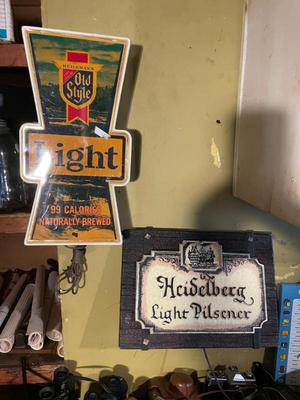 HEILEMAN'S
Old
Style
Light
99 CALORIES
NATURALLY BREWED
Heidelberg
Light Pilsener